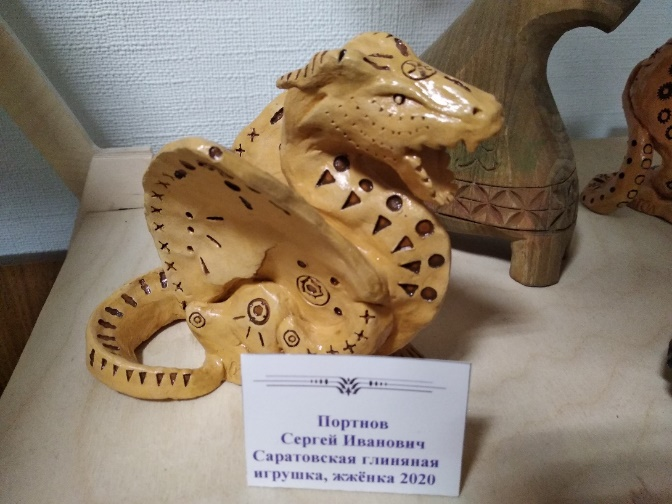 Портнов
Сергей Иванович
Саратовская глиняная
игрушка, жжёнка 2020